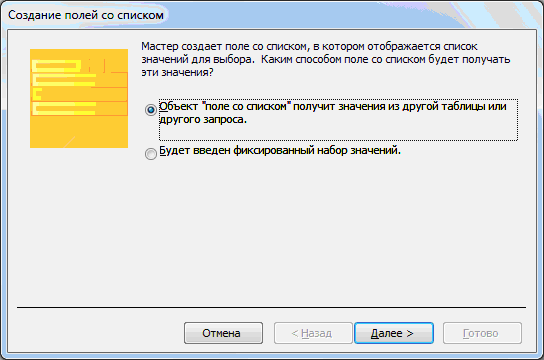 Создание полей со списком
Мастер создает поле со списком, в котором отображается список
значений для выбора. Каким способом поле со списком будет получать
эти значения?
Объект "поле со списком" получит значения из другой таблицы или
другого запроса.
Будет введен фиксированный набор значений.
Отмена
< Назад
Далее >
Готово